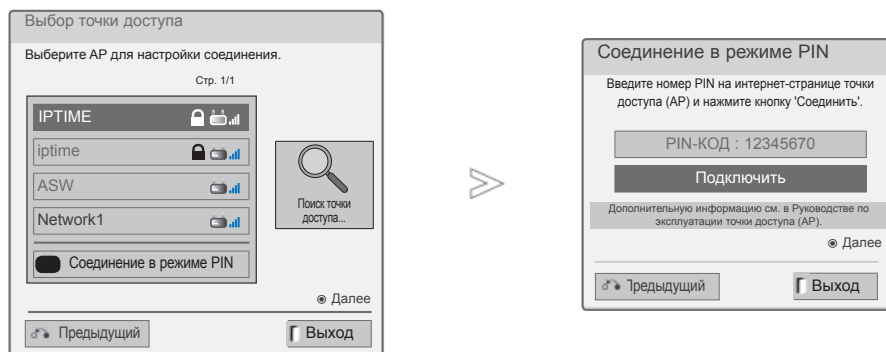 Выбор точки доступа
Выберите AP для настройки соединения.
Стр. 1/1
IPTIME
iptime
ASW
Network1
Соединение в режиме PIN
Поиск точки
доступа...
Далее
Предыдущий
Выход
Соединение в режиме PIN
Введите номер PIN на интернет-странице точки
доступа (AP) и нажмите кнопку 'Соединить'.
PIN-КОД : 12345670
Подключить
Дополнительную информацию см. в Руководстве по
эксплуатации точки доступа (AP).
Далее
Предыдущий
Выход